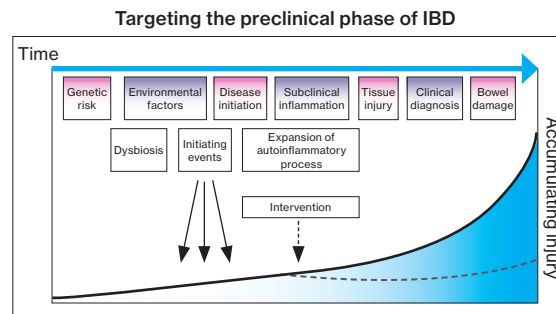 Targeting the preclinical phase of IBD
Time
Genetic
risk
Environmental
factors
Disease
initiation
Subclinical
inflammation
Tissue
injury
Clinical
diagnosis
Bowel
damage
Dysbiosis
Initiating
events
Expansion of
autoinflammatory
process
Intervention
Accumulating injury